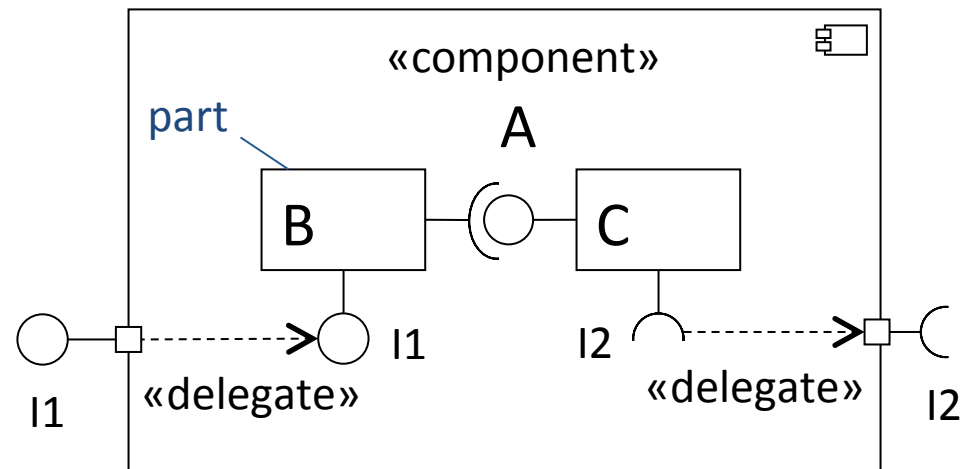 «component»
A
part
B
C
I1
I2
I1
«delegate»
«delegate»
I2